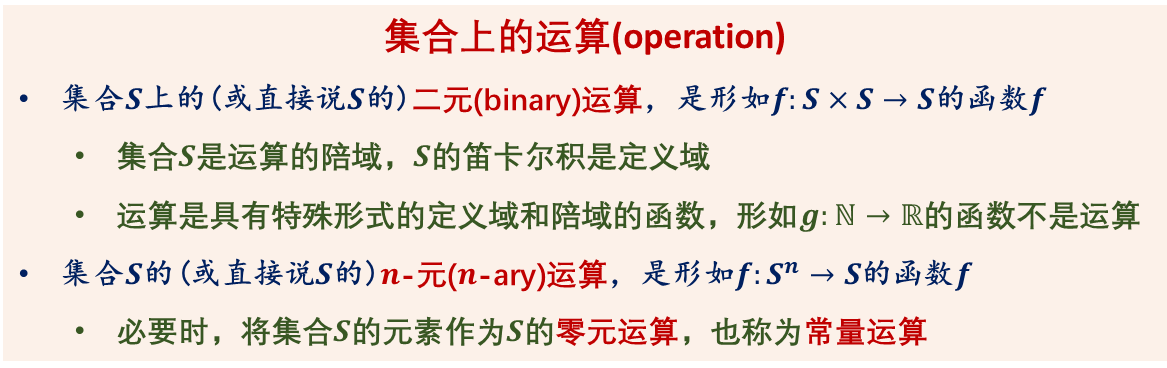 集合上的运算(operation)
• 集合S上的(或直接说S的)二元(binary)运算，是形如f: S × S → S的函数f
• 集合S是运算的陪域，S的笛卡尔积是定义域
• 运算是具有特殊形式的定义域和陪域的函数，形如g: ℕ → ℝ的函数不是运算
• 集合S的(或直接说S的)n-元(n-ary)运算，是形如f: Sⁿ → S的函数f
• 必要时，将集合S的元素作为S的零元运算，也称为常量运算